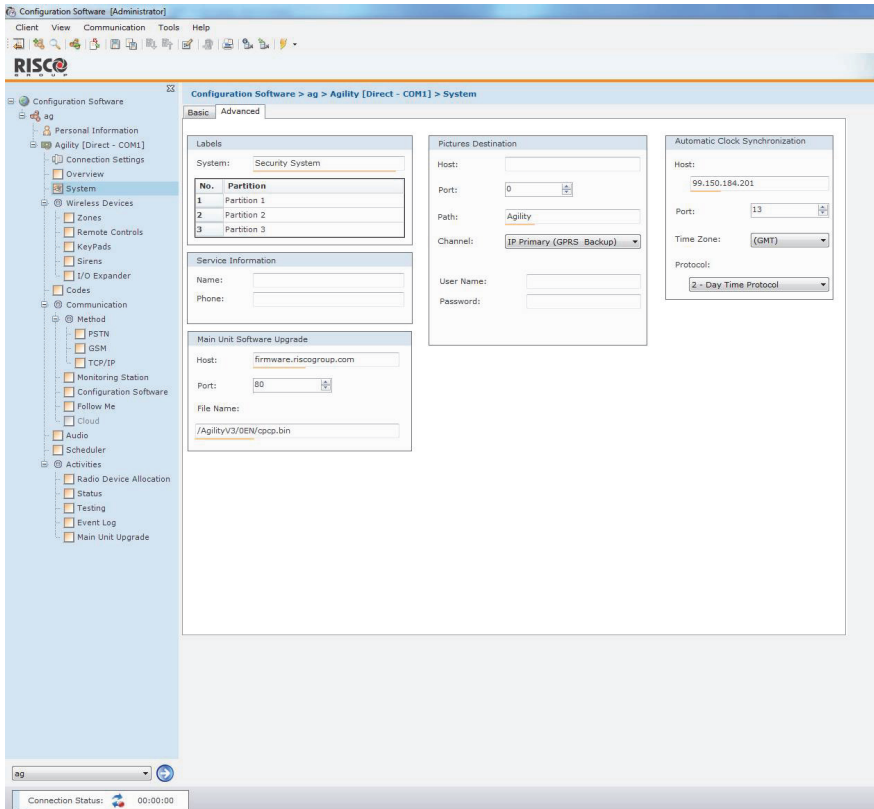 Configuration Software [Administrator]
Client View Communication Tools Help
RISCO
GROUP
Configuration Software
ag
Personal Information
Agility [Direct - COM1]
Connection Settings
Overview
System
Wireless Devices
Zones
Remote Controls
KeyPads
Sirens
I/O Expander
Codes
Communication
Method
PSTN
GSM
TCP/IP
Monitoring Station
Configuration Software
Follow Me
Cloud
Audio
Scheduler
Activities
Radio Device Allocation
Status
Testing
Event Log
Main Unit Upgrade
ag
Connection Status: 00:00:00
Configuration Software > ag > Agility [Direct - COM1] > System
Basic Advanced
Labels
System: Security System
No. Partition
1 Partition 1
2 Partition 2
3 Partition 3
Service Information
Name:
Phone:
Main Unit Software Upgrade
Host: firmware.riscogroup.com
Port: 80
File Name:
/AgilityV3/0EN/cpcp.bin
Pictures Destination
Host:
Port: 0
Path: Agility
Channel: IP Primary (GPRS Backup)
User Name:
Password:
Automatic Clock Synchronization
Host:
99.150.184.201
Port: 13
Time Zone: (GMT)
Protocol:
2 - Day Time Protocol